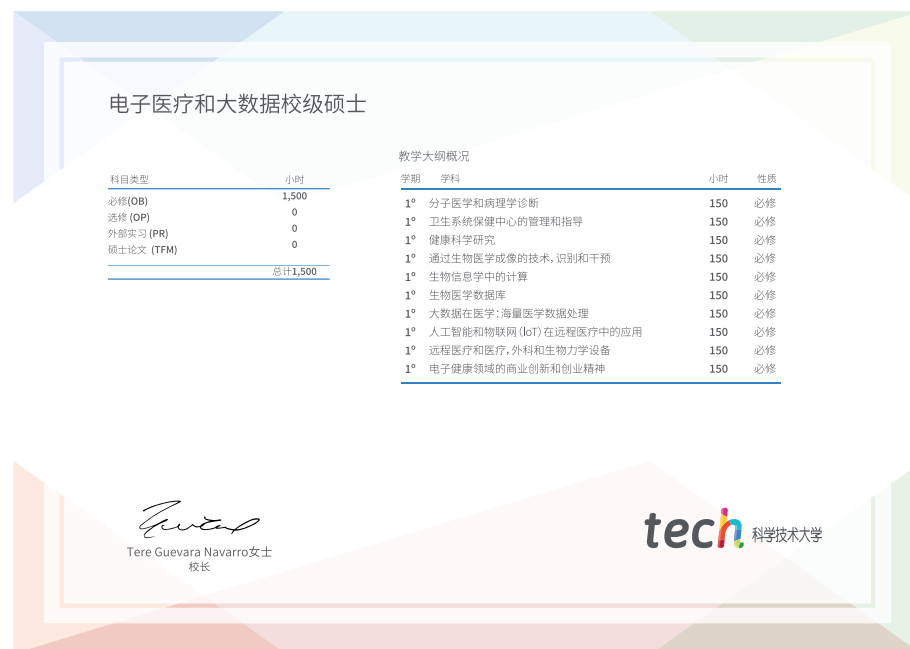 电子医疗和大数据校级硕士
科目类型 小时
必修(OB) 1,500
选修 (OP) 0
外部实习 (PR) 0
硕士论文 (TFM) 0
总计1,500
教学大纲概况
学期 学科 小时 性质
1º 分子医学和病理学诊断 150 必修
1º 卫生系统保健中心的管理和指导 150 必修
1º 健康科学研究 150 必修
1º 通过生物医学成像的技术，识别和干预 150 必修
1º 生物信息学中的计算 150 必修
1º 生物医学数据库 150 必修
1º 大数据在医学：海量医学数据处理 150 必修
1º 人工智能和物联网（IoT）在远程医疗中的应用 150 必修
1º 远程医疗和医疗，外科和生物力学设备 150 必修
1º 电子健康领域的商业创新和创业精神 150 必修
Tere Guevara Navarro女士
校长
tech 科学技术大学